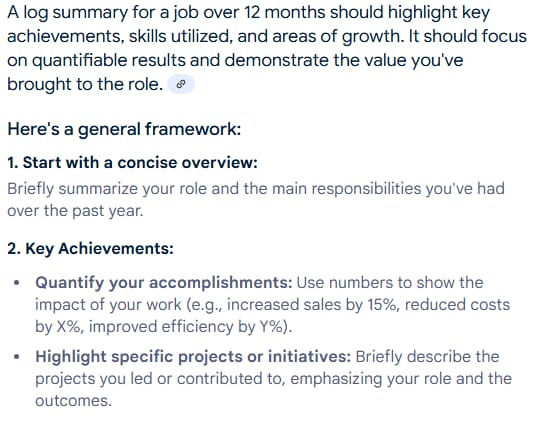 A log summary for a job over 12 months should highlight key
achievements, skills utilized, and areas of growth. It should focus
on quantifiable results and demonstrate the value you've
brought to the role.
Here's a general framework:
1. Start with a concise overview:
Briefly summarize your role and the main responsibilities you've had
over the past year.
2. Key Achievements:
• Quantify your accomplishments: Use numbers to show the
impact of your work (e.g., increased sales by 15%, reduced costs
by X%, improved efficiency by Y%).
• Highlight specific projects or initiatives: Briefly describe the
projects you led or contributed to, emphasizing your role and the
outcomes.